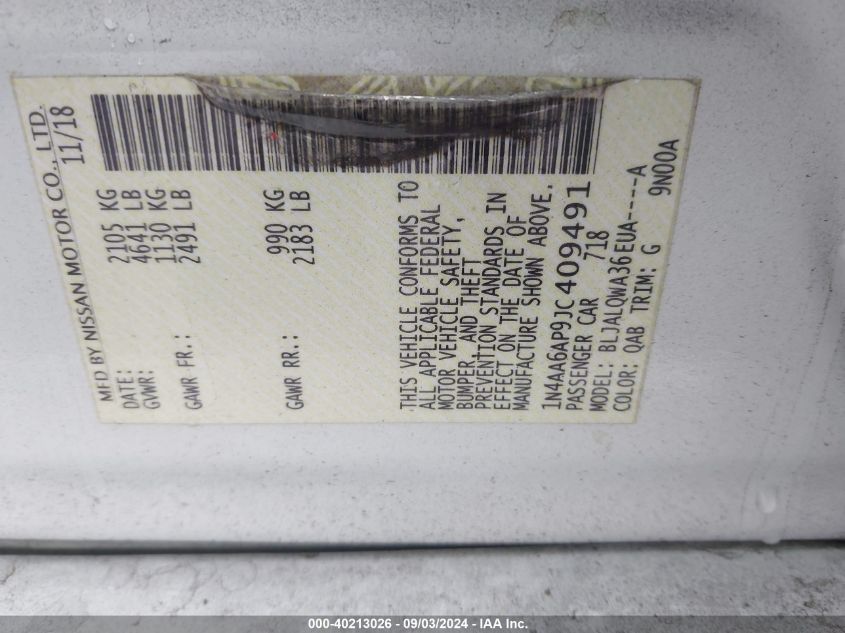 MFD BY NISSAN MOTOR CO., LTD.
DATE: 11/18
GVWR: 2105 KG
4641 LB
GAWR FR.: 1130 KG
2491 LB
GAWR RR.: 990 KG
2183 LB
THIS VEHICLE CONFORMS TO
ALL APPLICABLE FEDERAL
MOTOR VEHICLE SAFETY,
BUMPER, AND THEFT
PREVENTION STANDARDS IN
EFFECT ON THE DATE OF
MANUFACTURE SHOWN ABOVE.
1N4AA6AP9JC409491
PASSENGER CAR 718
MODEL: BLJALQWA36EUA----A
COLOR: QAB TRIM: G 9N00A
000-40213026 - 09/03/2024 - IAA Inc.